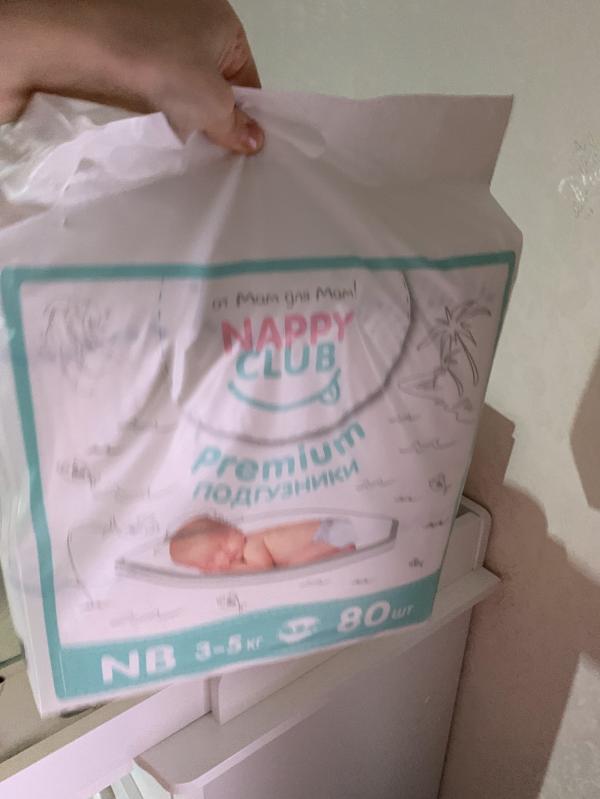 от Мам для Мам!
NAPPY
CLUB
Premium
ПОДГУЗНИКИ
NB 3-5 кг 80 шт